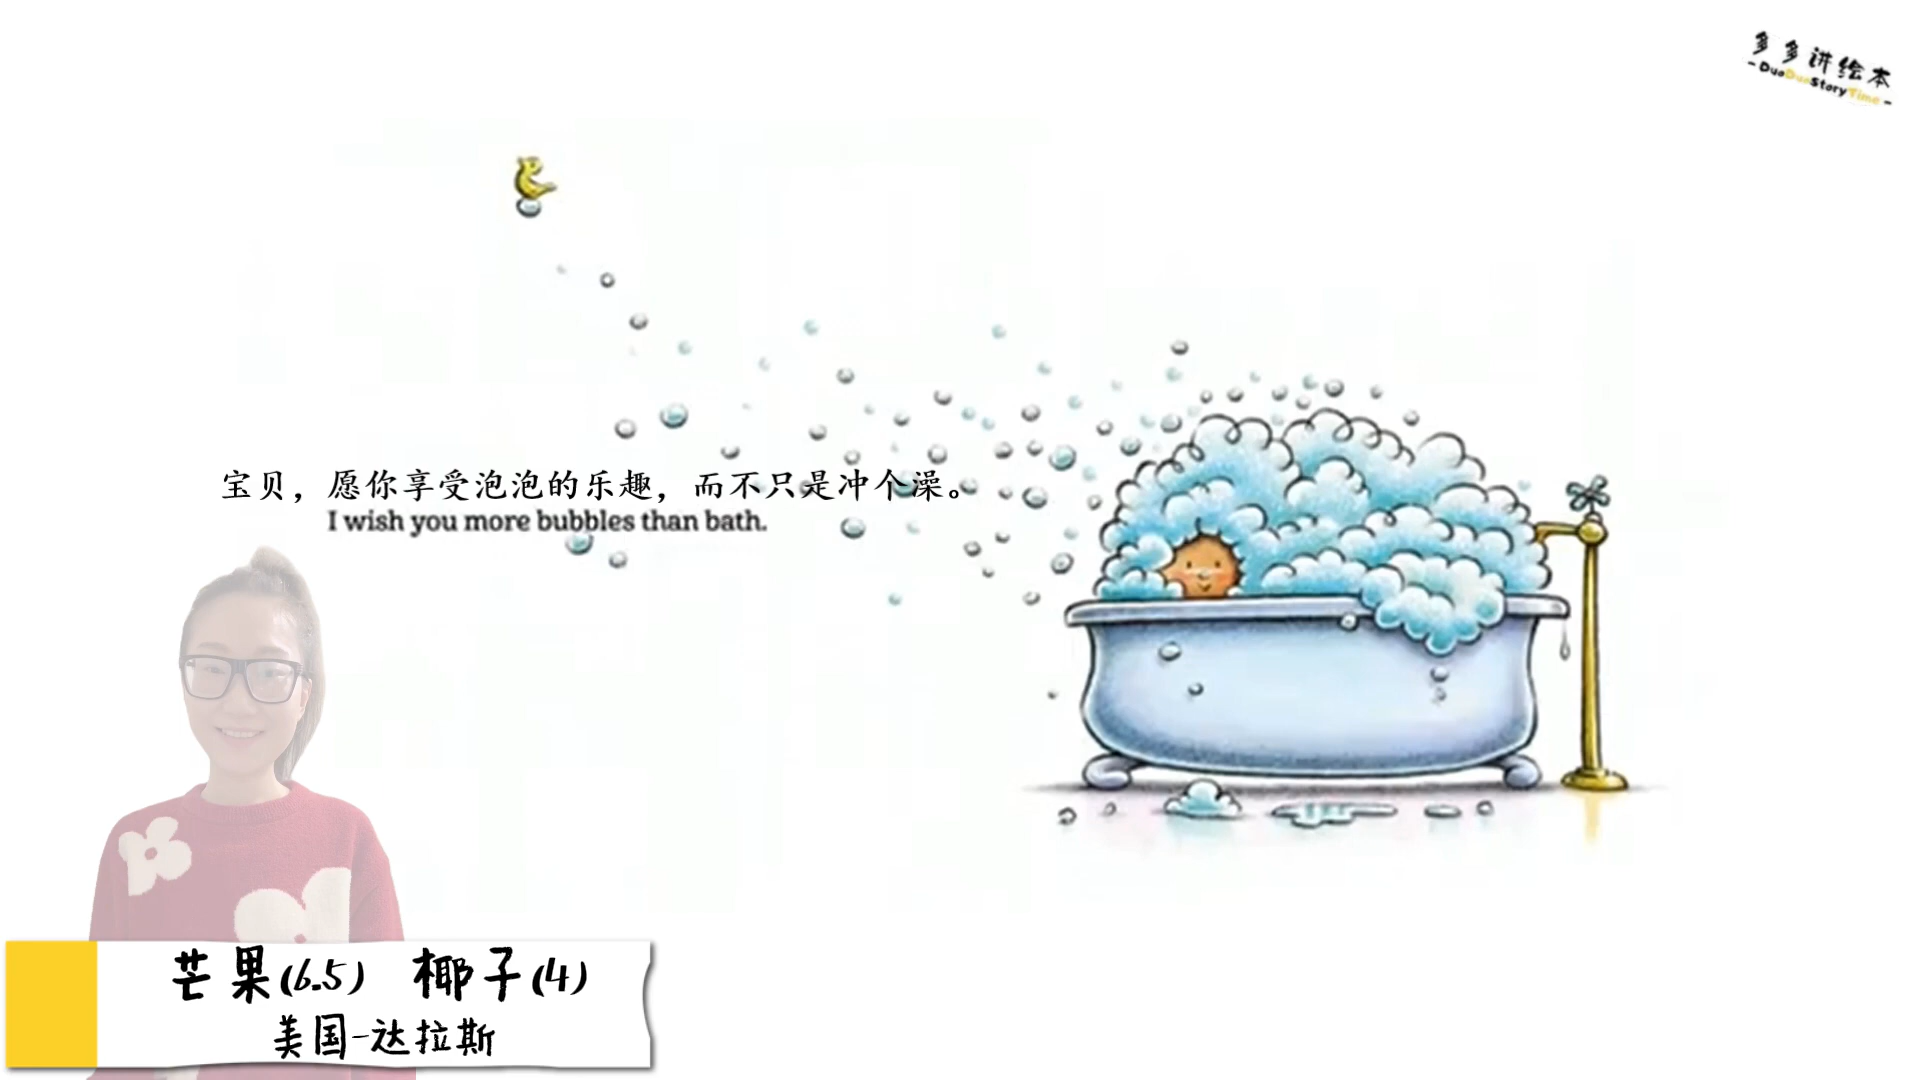 多多讲绘本
- DuoDuoStoryTime -
宝贝，愿你享受泡泡的乐趣，而不只是冲个澡。
I wish you more bubbles than bath.
芒果(6.5) 椰子(4)
美国-达拉斯